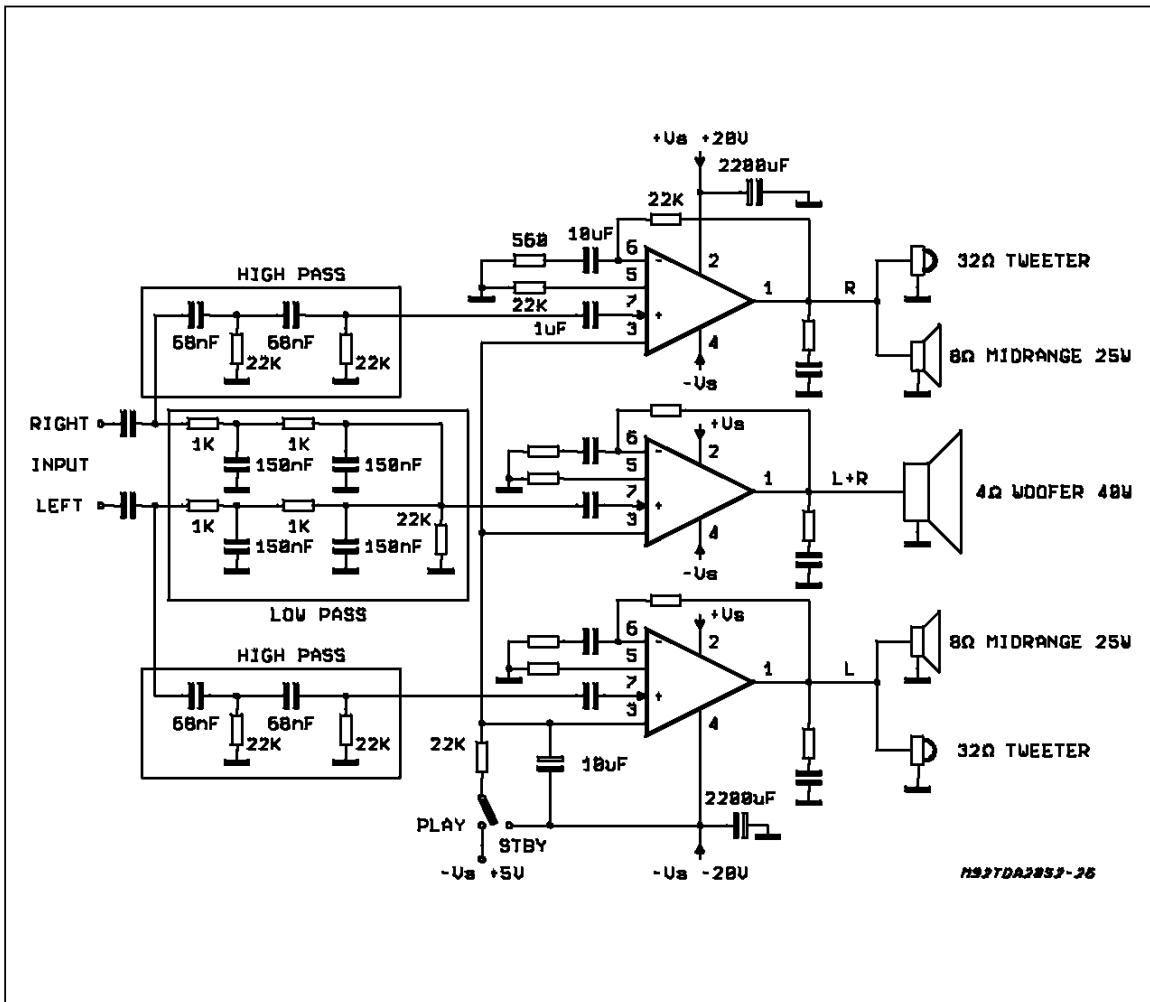 +Vs +20V
2200uF
22K
10uF
560
6
-
5
2
1
R
32Ω TWEETER
HIGH PASS
22K
7
+
3
1uF
4
-Vs
8Ω MIDRANGE 25W
68nF
68nF
22K
22K
RIGHT
1K
1K
150nF
150nF
INPUT
LEFT
1K
1K
150nF
150nF
22K
LOW PASS
+Vs
6
-
5
2
1
L+R
7
+
3
4
-Vs
4Ω WOOFER 40W
HIGH PASS
68nF
68nF
22K
22K
+Vs
6
-
5
2
1
L
7
+
3
4
8Ω MIDRANGE 25W
32Ω TWEETER
22K
10uF
2200uF
PLAY
STBY
-Vs +5V
-Vs -20V
M92TDA2052-26